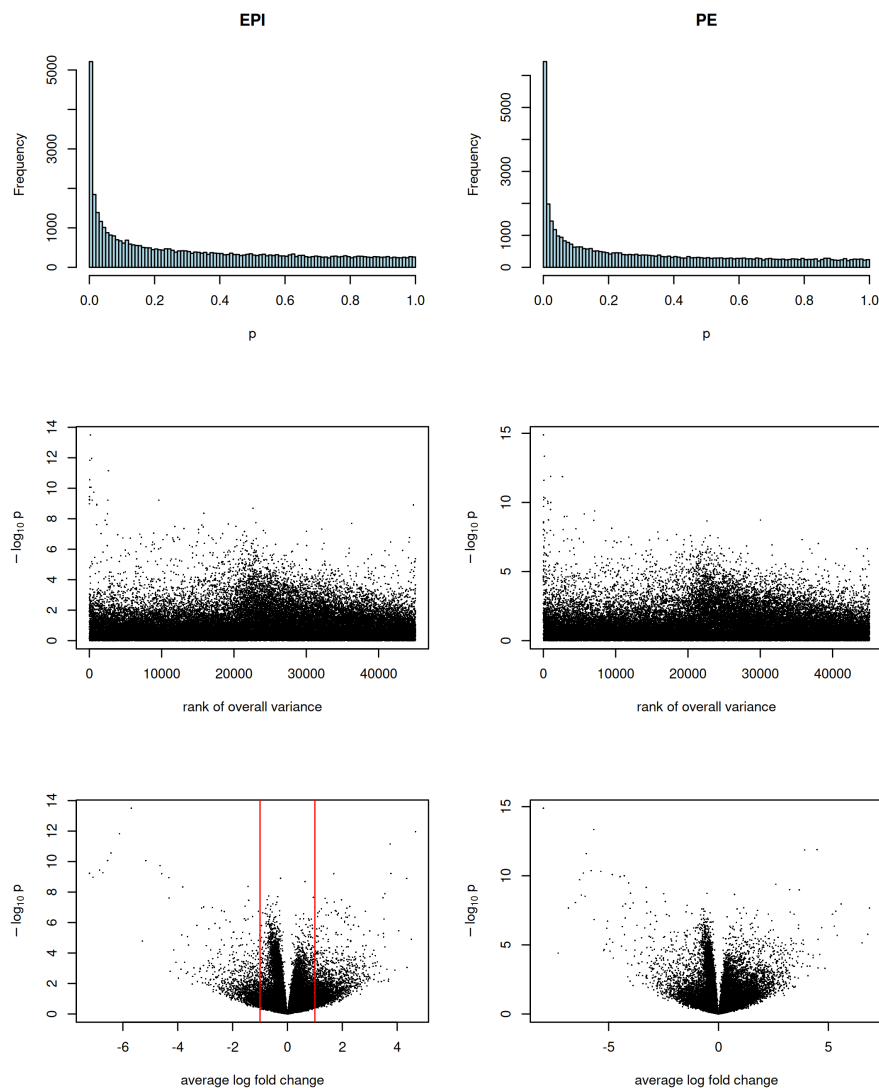 EPI
Frequency
0 1000 3000 5000
0.0 0.2 0.4 0.6 0.8 1.0
p
PE
Frequency
0 1000 3000 5000
0.0 0.2 0.4 0.6 0.8 1.0
p
− log10 p
0 2 4 6 8 10 12 14
0 10000 20000 30000 40000
rank of overall variance
− log10 p
0 5 10 15
0 10000 20000 30000 40000
rank of overall variance
− log10 p
0 2 4 6 8 10 12 14
-6 -4 -2 0 2 4
average log fold change
− log10 p
0 5 10 15
-5 0 5
average log fold change